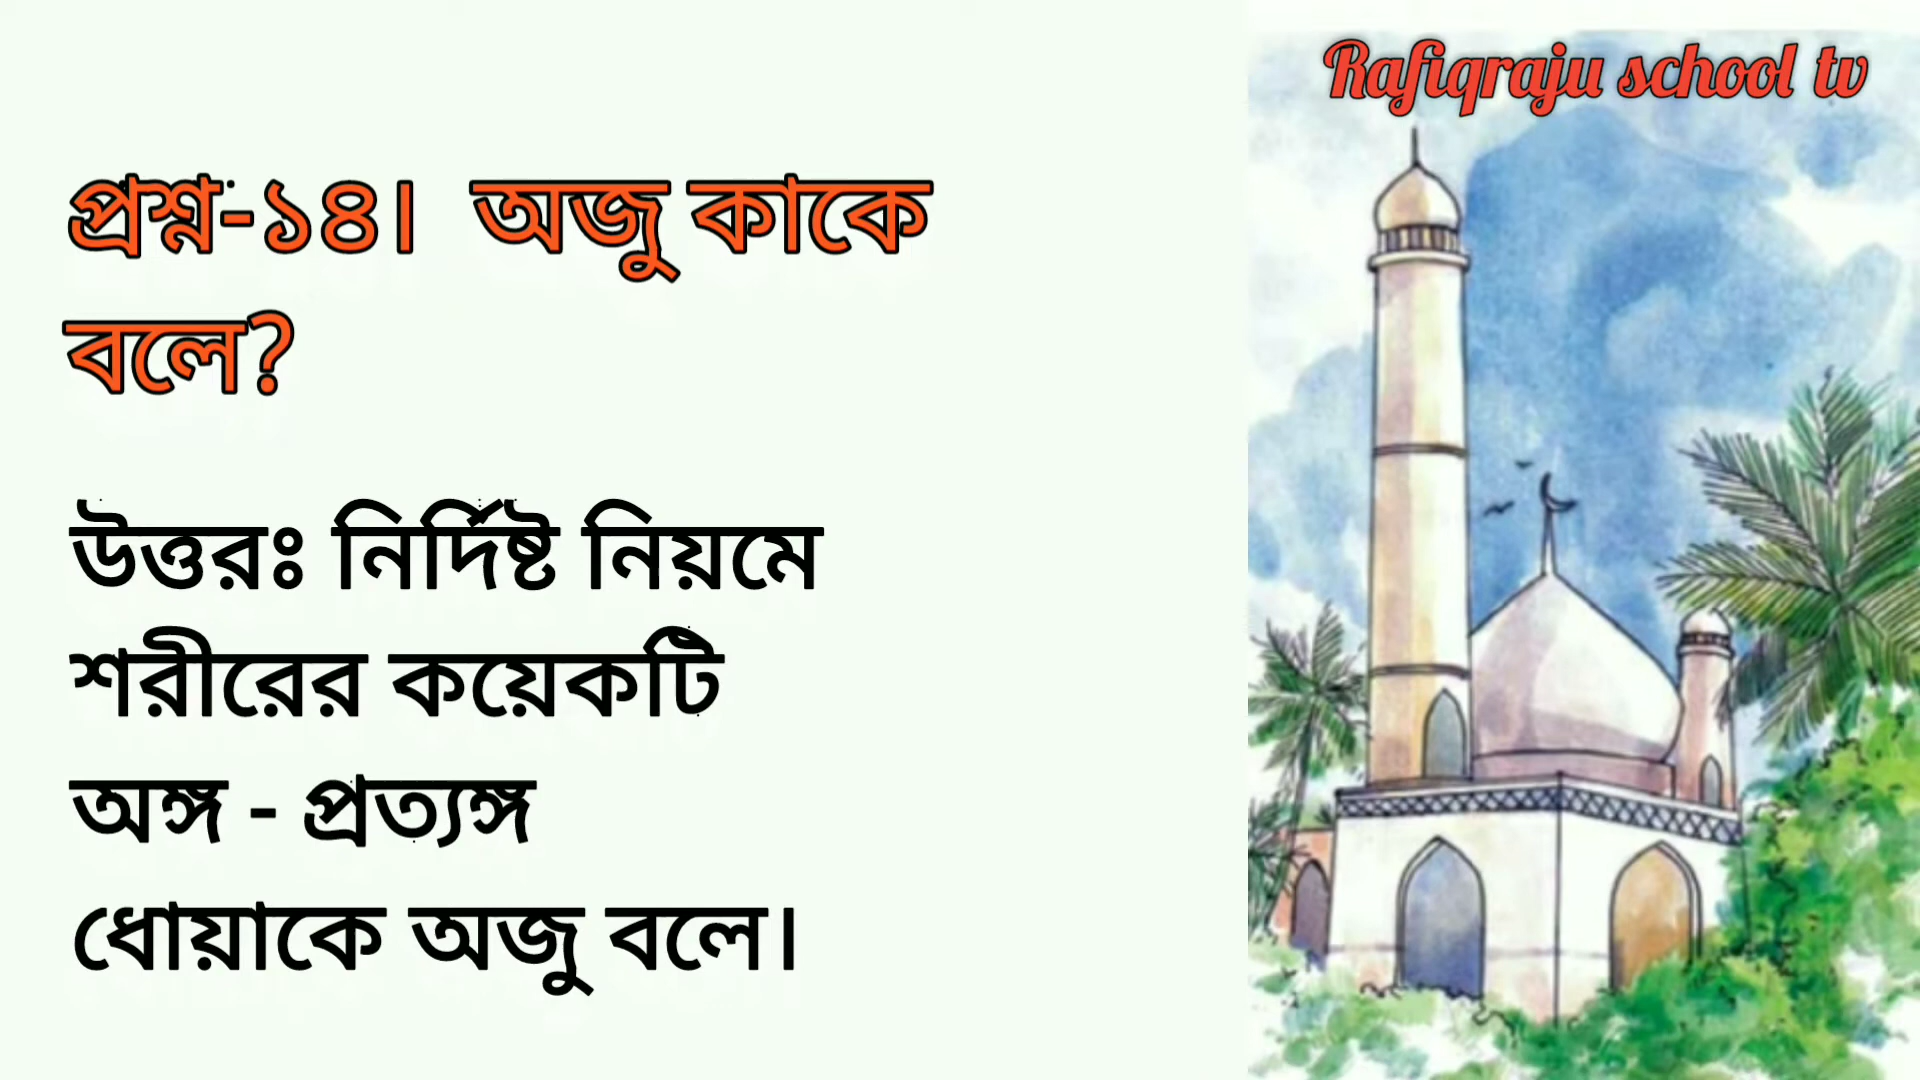 Rafiqraju school tv
প্রশ্ন-১৪। অজু কাকে
বলে?
উত্তরঃ নির্দিষ্ট নিয়মে
শরীরের কয়েকটি
অঙ্গ - প্রত্যঙ্গ
ধোয়াকে অজু বলে।